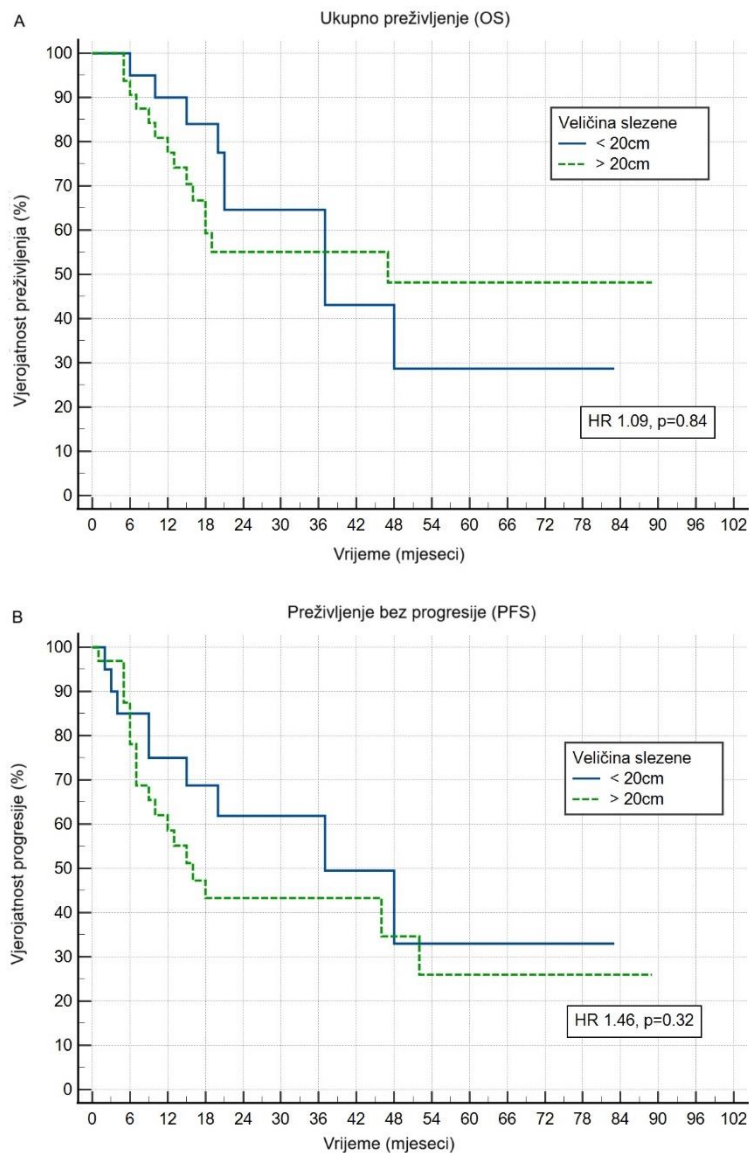 A
Ukupno preživljenje (OS)
Vjerojatnost preživljenja (%)
100
90
80
70
60
50
40
30
20
10
0
Veličina slezene
< 20cm
> 20cm
HR 1.09, p=0.84
0 6 12 18 24 30 36 42 48 54 60 66 72 78 84 90 96 102
Vrijeme (mjeseci)
B
Preživljenje bez progresije (PFS)
Vjerojatnost progresije (%)
100
90
80
70
60
50
40
30
20
10
0
Veličina slezene
< 20cm
> 20cm
HR 1.46, p=0.32
0 6 12 18 24 30 36 42 48 54 60 66 72 78 84 90 96 102
Vrijeme (mjeseci)